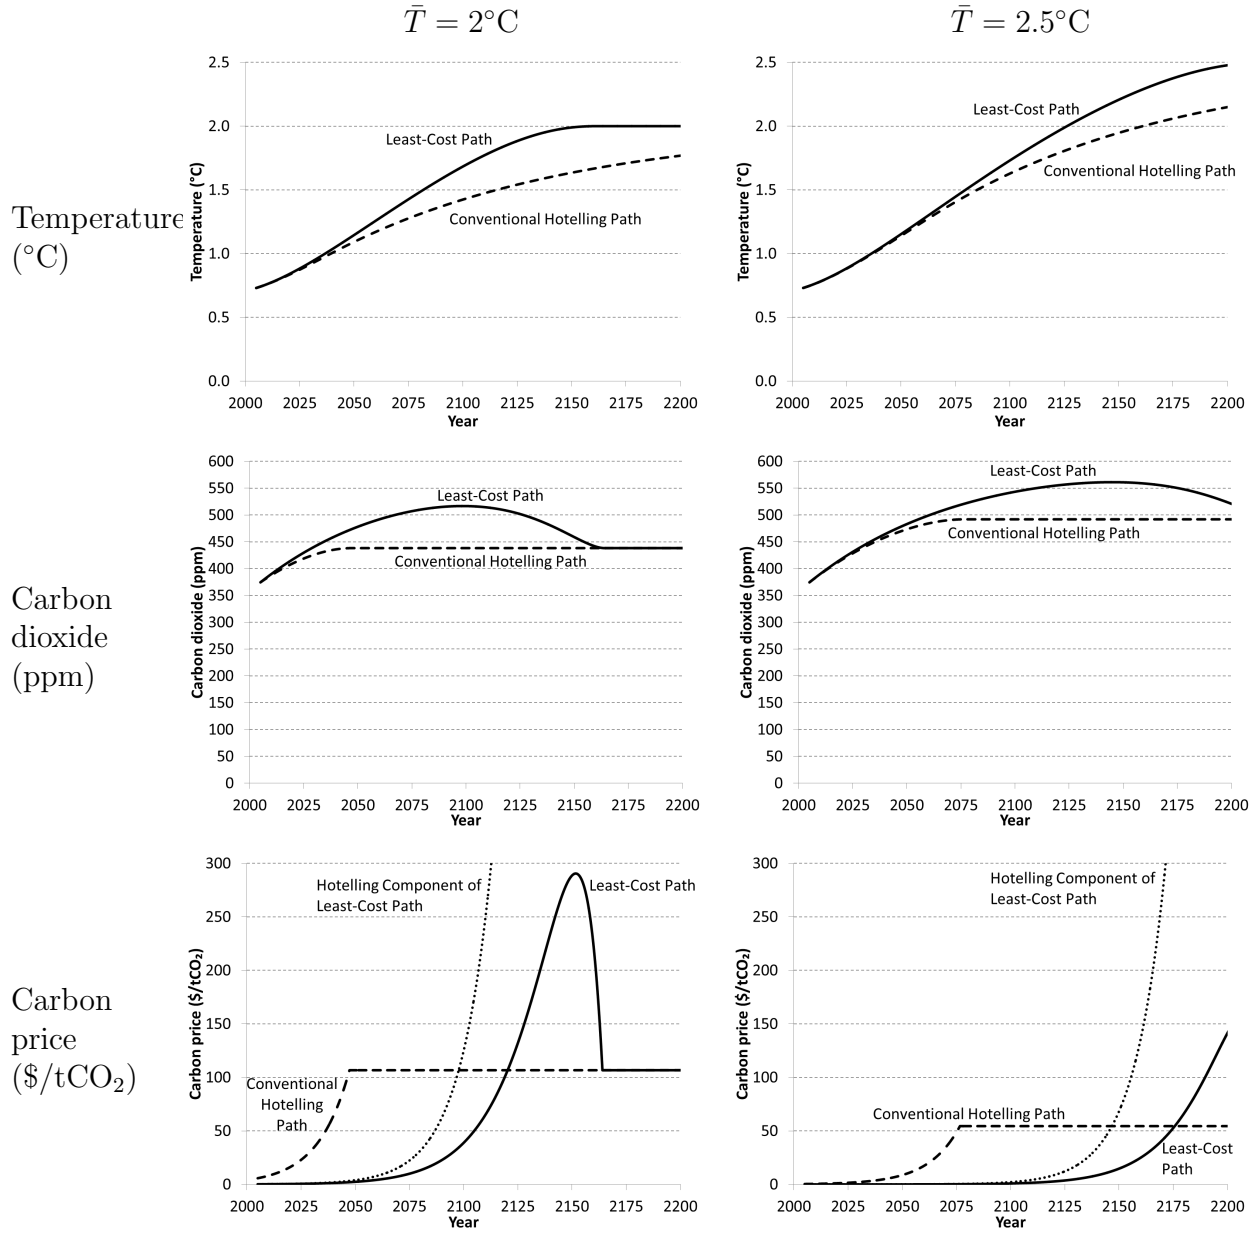 T̄ = 2°C
T̄ = 2.5°C
Temperature
(°C)
Temperature (°C)
2.5
2.0
1.5
1.0
0.5
0.0
Least-Cost Path
Conventional Hotelling Path
2000 2025 2050 2075 2100 2125 2150 2175 2200
Year
Temperature (°C)
2.5
2.0
1.5
1.0
0.5
0.0
Least-Cost Path
Conventional Hotelling Path
2000 2025 2050 2075 2100 2125 2150 2175 2200
Year
Carbon
dioxide
(ppm)
Carbon dioxide (ppm)
600
550
500
450
400
350
300
250
200
150
100
50
0
Least-Cost Path
Conventional Hotelling Path
2000 2025 2050 2075 2100 2125 2150 2175 2200
Year
Carbon dioxide (ppm)
600
550
500
450
400
350
300
250
200
150
100
50
0
Least-Cost Path
Conventional Hotelling Path
2000 2025 2050 2075 2100 2125 2150 2175 2200
Year
Carbon
price
($/tCO₂)
Carbon price ($/tCO₂)
300
250
200
150
100
50
0
Hotelling Component of
Least-Cost Path
Least-Cost Path
Conventional
Hotelling
Path
2000 2025 2050 2075 2100 2125 2150 2175 2200
Year
Carbon price ($/tCO₂)
300
250
200
150
100
50
0
Hotelling Component of
Least-Cost Path
Conventional Hotelling Path
Least-Cost
Path
2000 2025 2050 2075 2100 2125 2150 2175 2200
Year